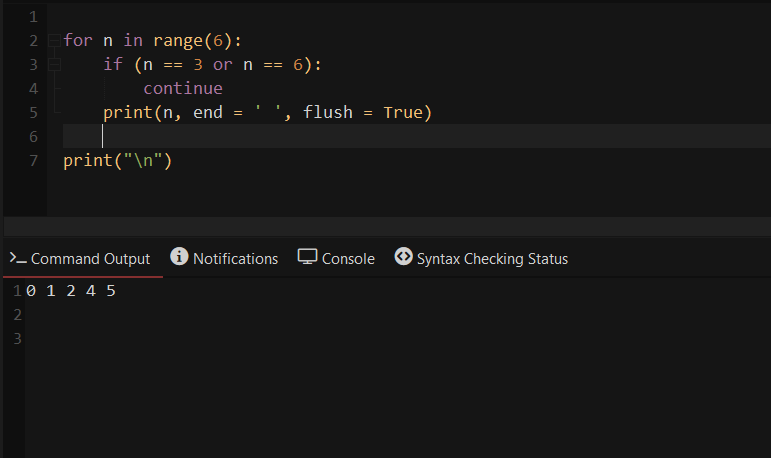 1
2 for n in range(6):
3     if (n == 3 or n == 6):
4         continue
5     print(n, end = ' ', flush = True)
6
7 print("\n")
Command Output Notifications Console Syntax Checking Status
1 0 1 2 4 5
2
3